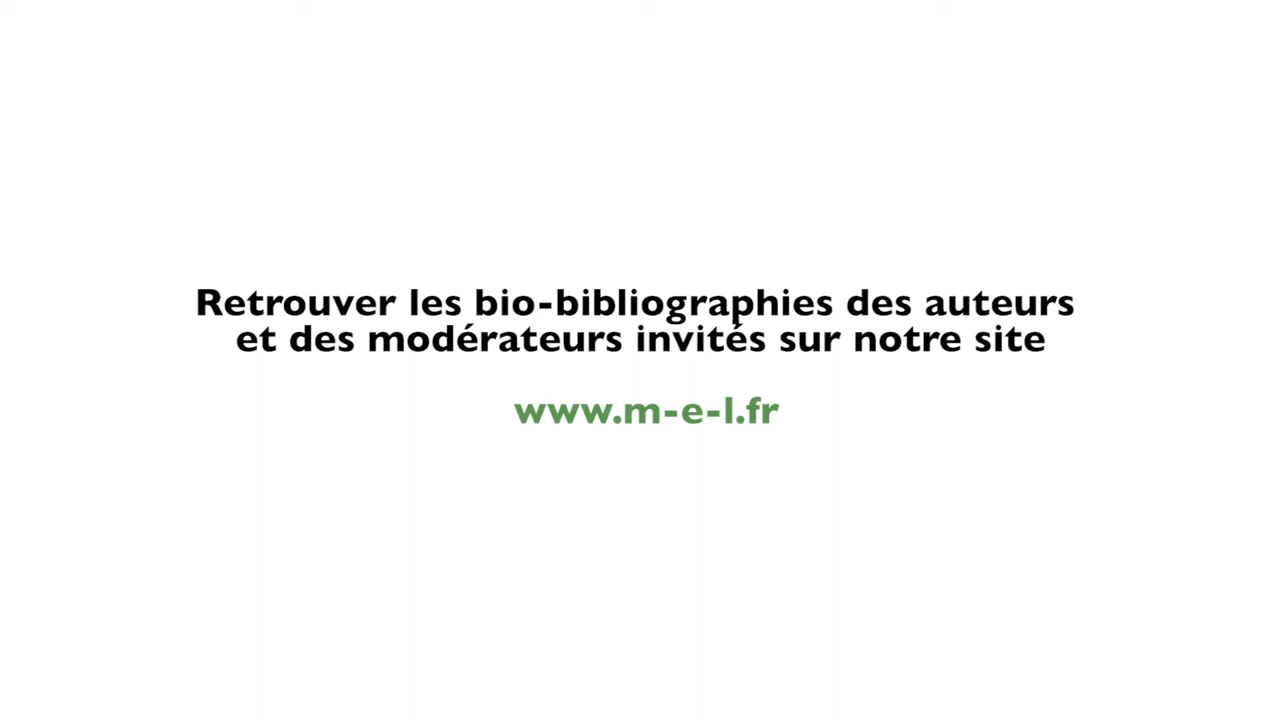 Retrouver les bio-bibliographies des auteurs
et des modérateurs invités sur notre site
www.m-e-l.fr